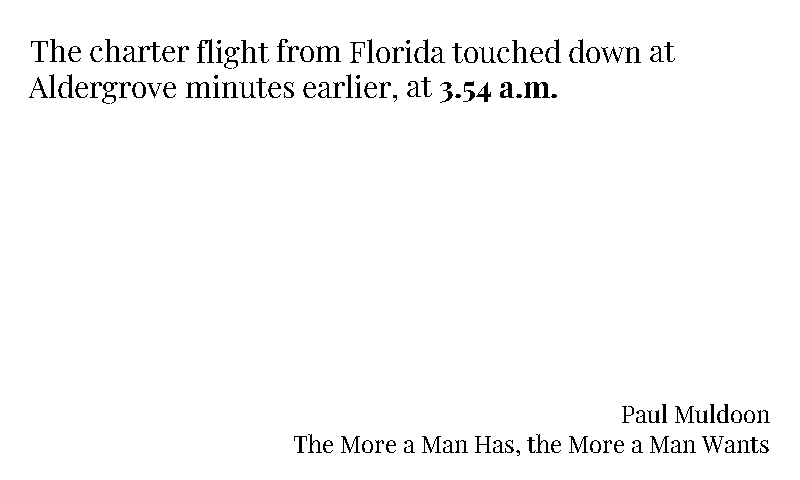 The charter flight from Florida touched down at
Aldergrove minutes earlier, at 3.54 a.m.
Paul Muldoon
The More a Man Has, the More a Man Wants